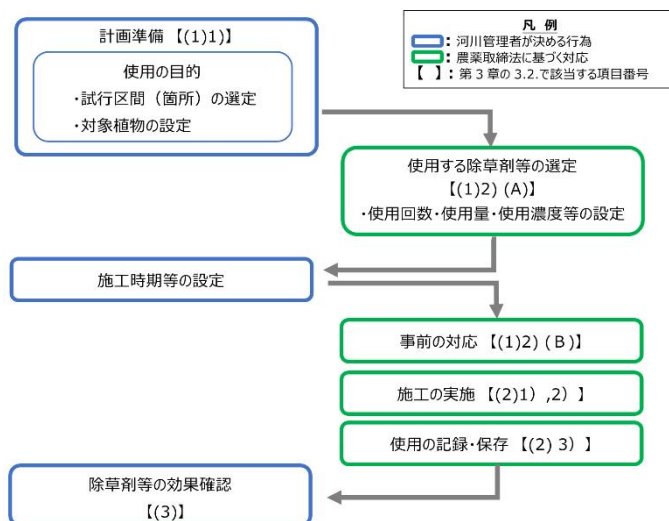 計画準備 【(1)1)】
使用の目的
・試行区間（箇所）の選定
・対象植物の設定
凡 例
：河川管理者が決める行為
：農薬取締法に基づく対応
【 】：第3章の3.2.で該当する項目番号
使用する除草剤等の選定
【(1)2) (A)】
・使用回数・使用量・使用濃度等の設定
施工時期等の設定
事前の対応 【(1)2) (Ｂ)】
施工の実施 【(2)1）,2）】
使用の記録・保存 【(2) 3）】
除草剤等の効果確認
【(3)】